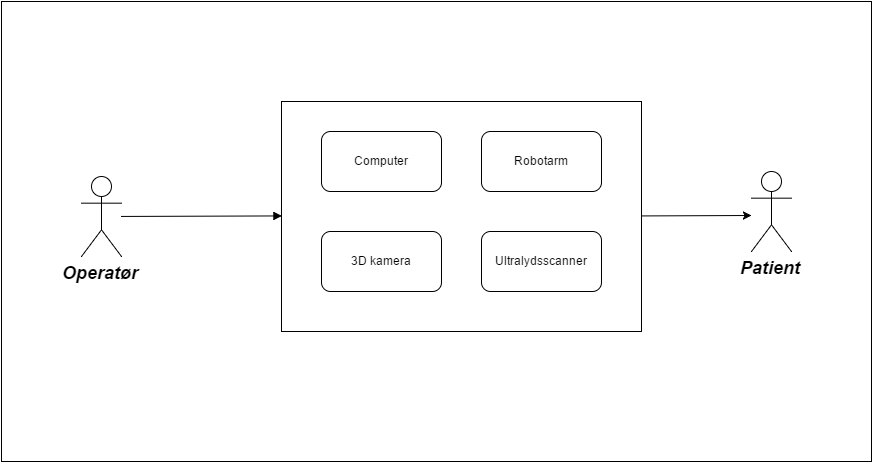 Computer
Robotarm
3D kamera
Ultralydsscanner
Operatør
Patient